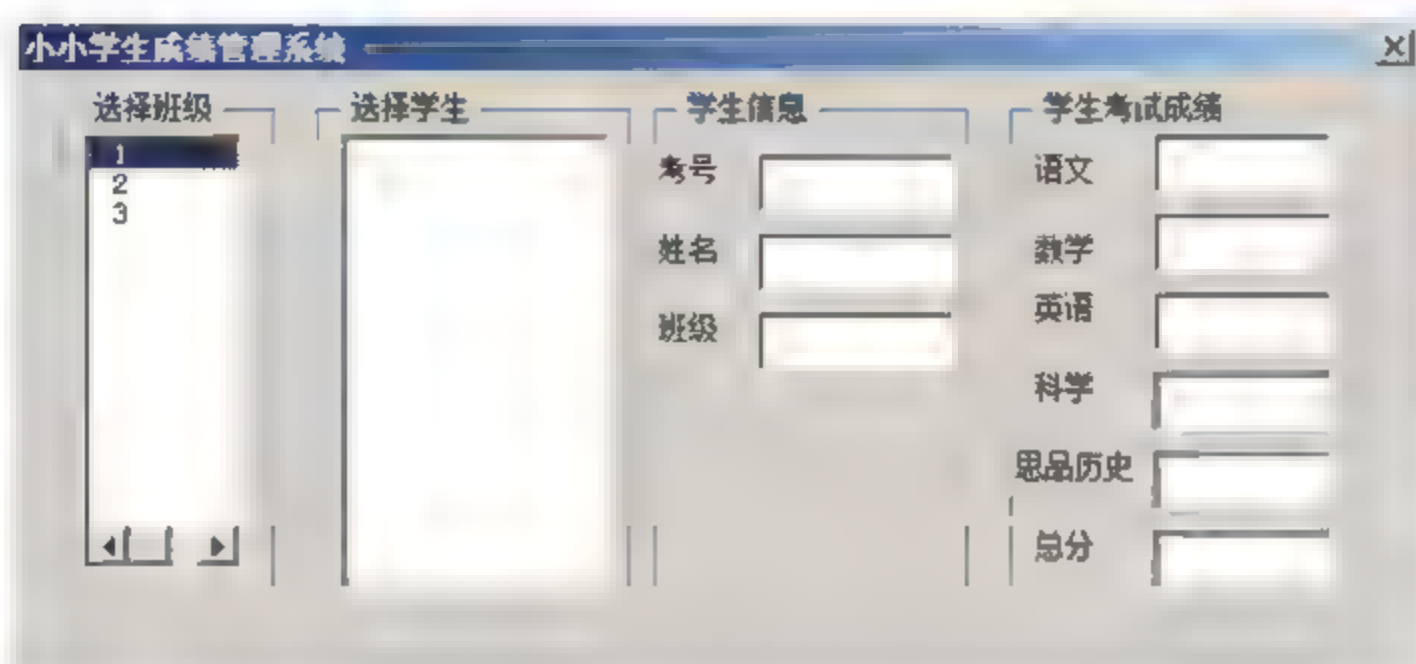 小小学生成绩管理系统
选择班级 选择学生 学生信息 学生考试成绩
1
2
3
考号
姓名
班级
语文
数学
英语
科学
思品历史
总分